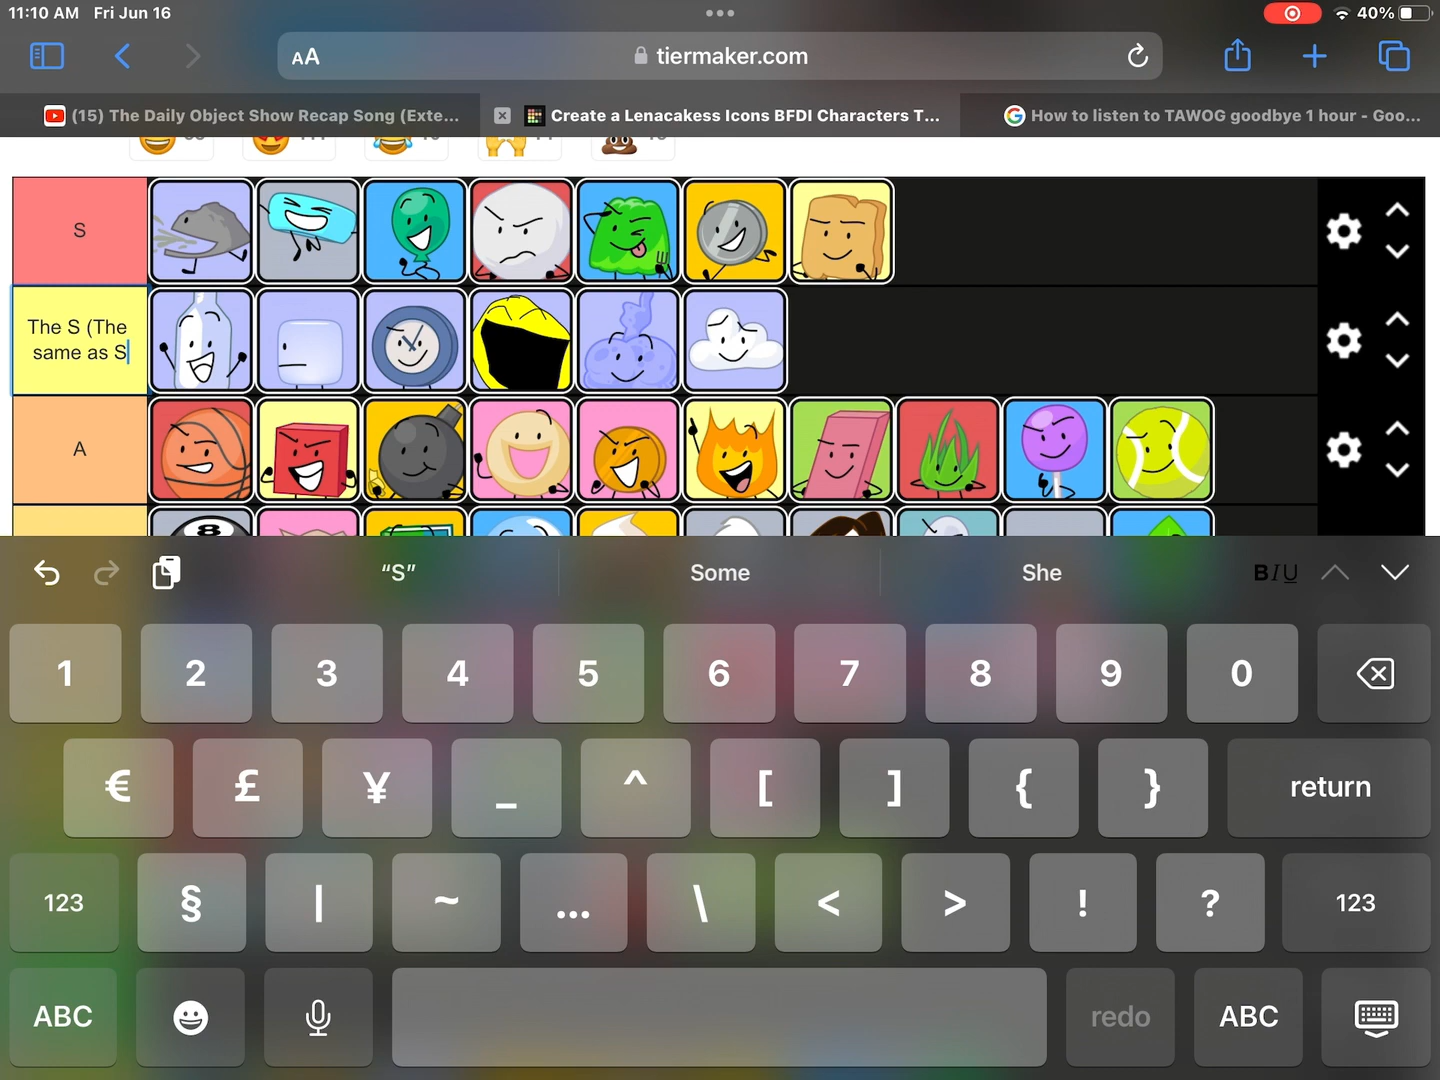 11:10 AM Fri Jun 16
40%
AA
tiermaker.com
(15) The Daily Object Show Recap Song (Exte...
Create a Lenacakess Icons BFDI Characters T...
How to listen to TAWOG goodbye 1 hour - Goo...
S
The S (The
same as S
A
8
“S”
Some
She
BIU
1 2 3 4 5 6 7 8 9 0
€ £ ¥ _ ^ [ ] { } return
123 § | ~ ... \ < > ! ? 123
ABC redo ABC